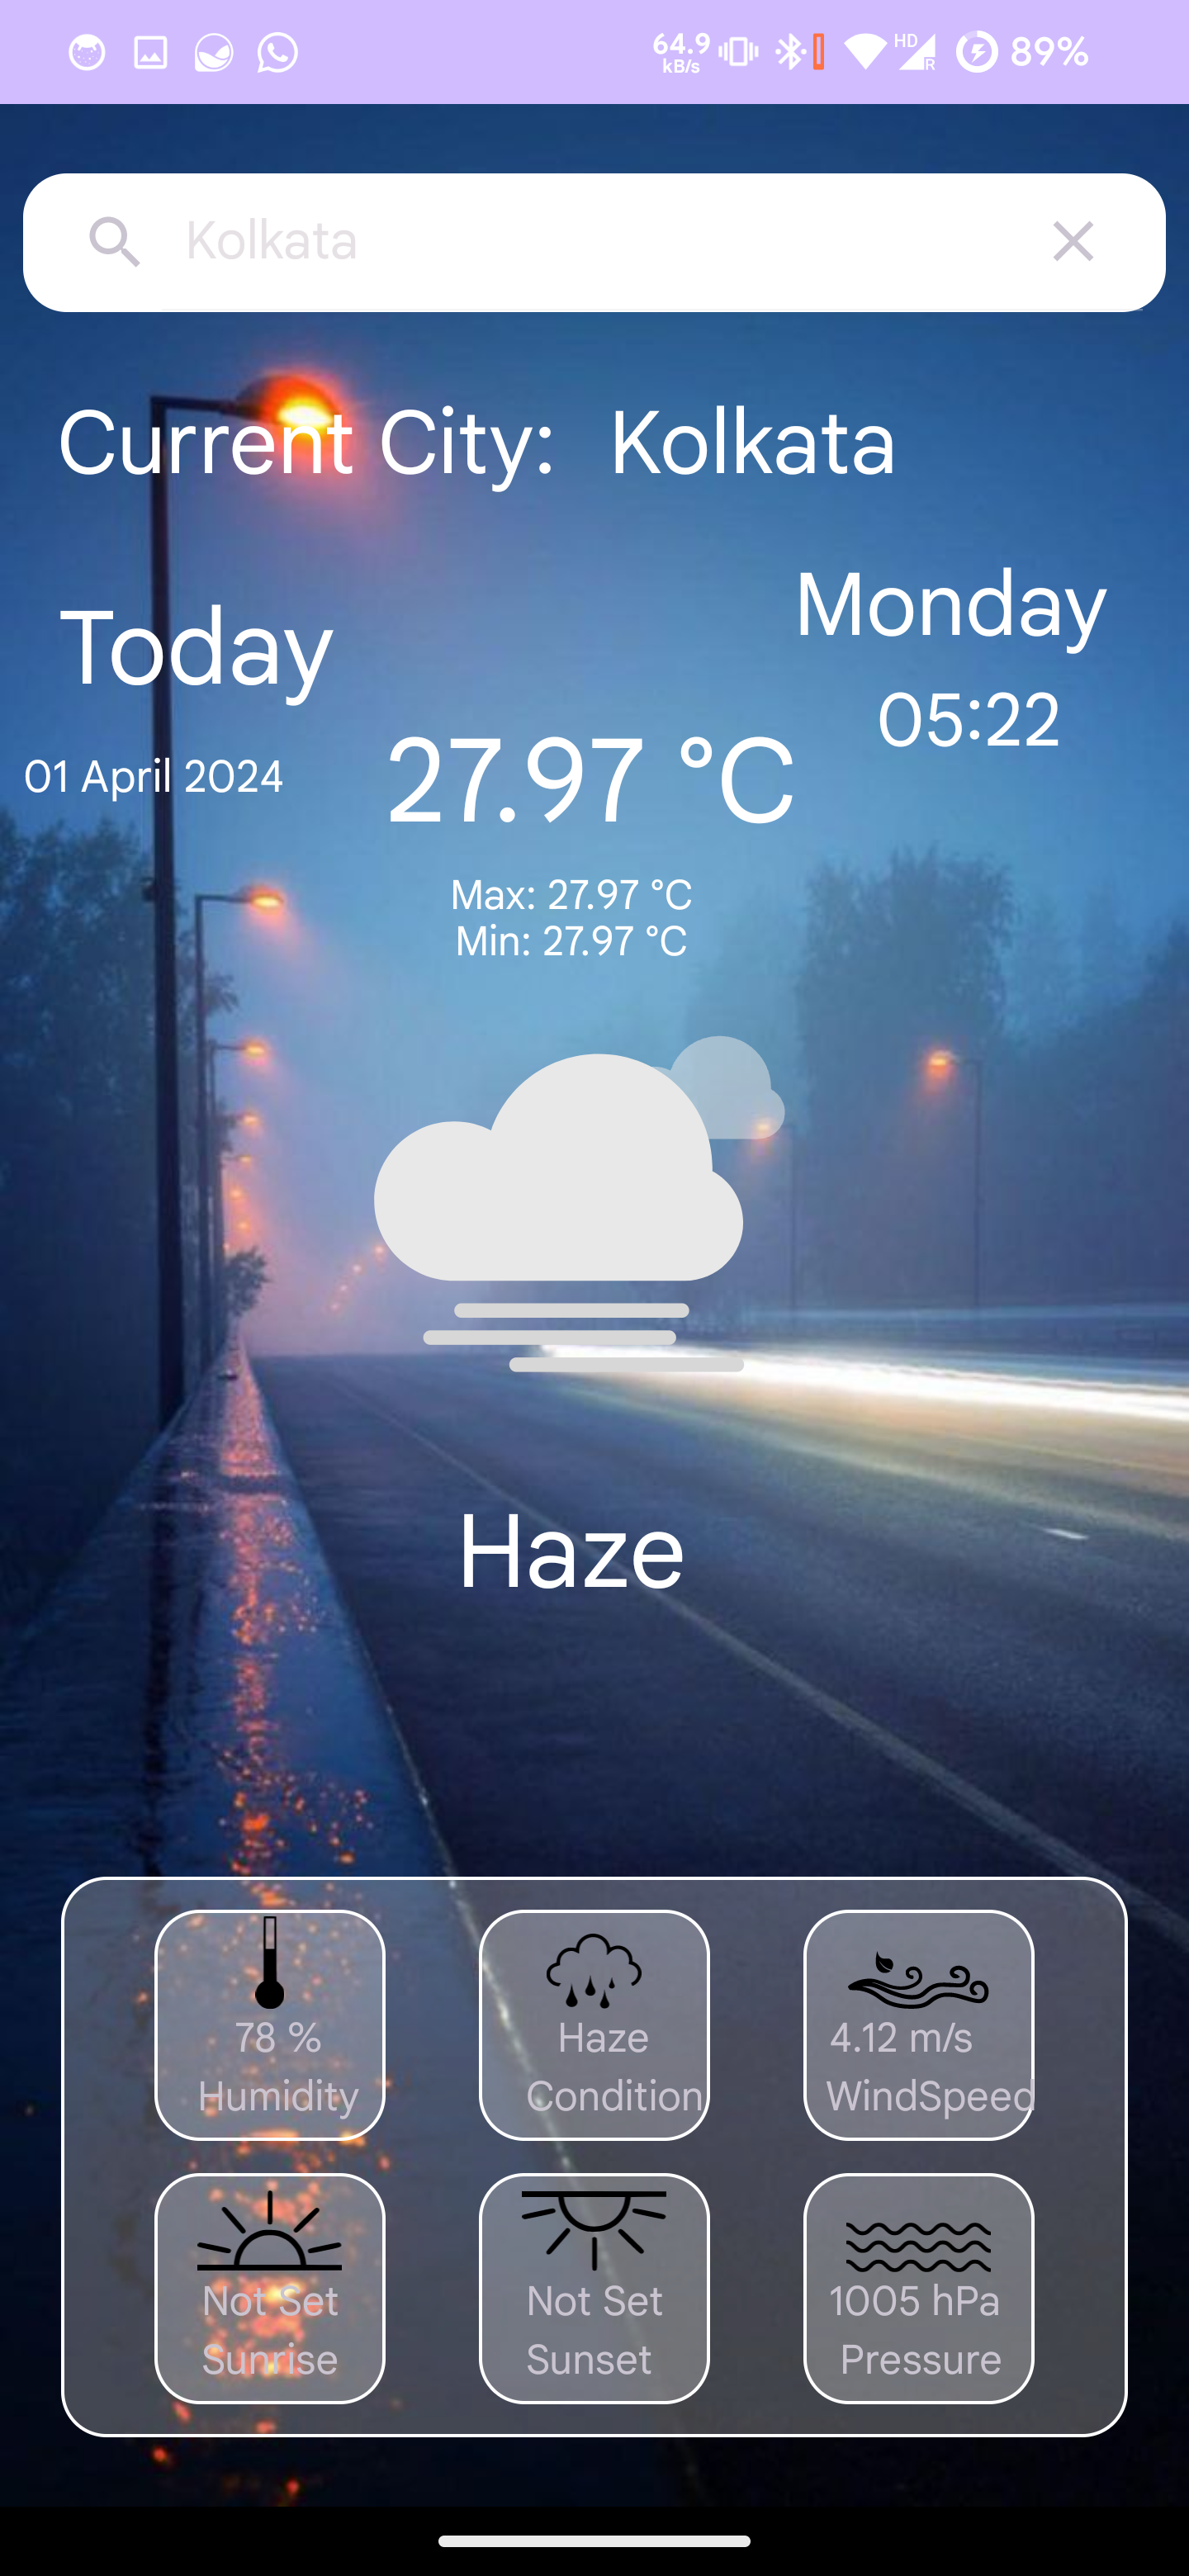 64.9 kB/s HD R 89%
Kolkata
Current City: Kolkata
Monday
Today
05:22
01 April 2024
27.97 °C
Max: 27.97 °C
Min: 27.97 °C
Haze
78 %
Humidity
Haze
Condition
4.12 m/s
WindSpeed
Not Set
Sunrise
Not Set
Sunset
1005 hPa
Pressure